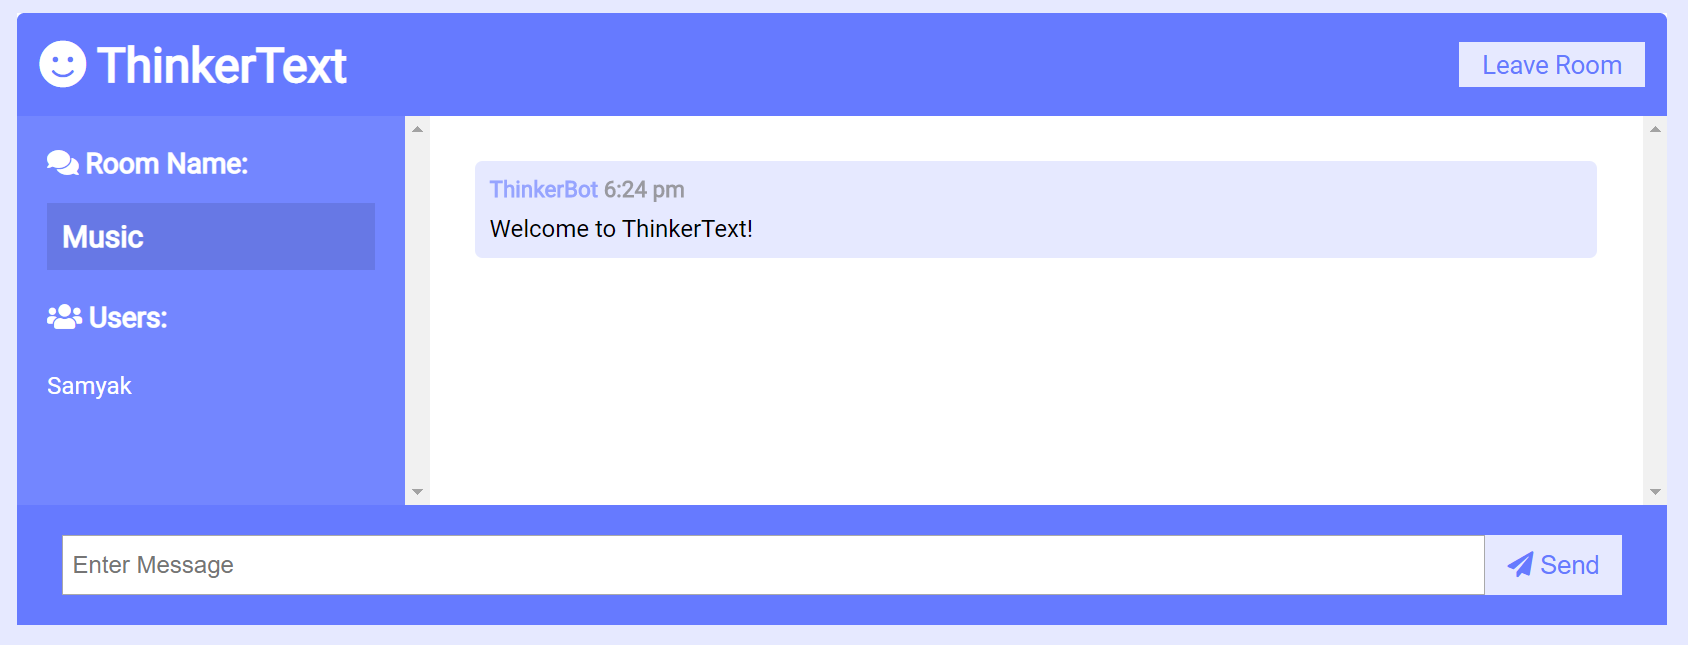 ThinkerText
Leave Room
Room Name:
Music
Users:
Samyak
ThinkerBot 6:24 pm
Welcome to ThinkerText!
Enter Message
Send